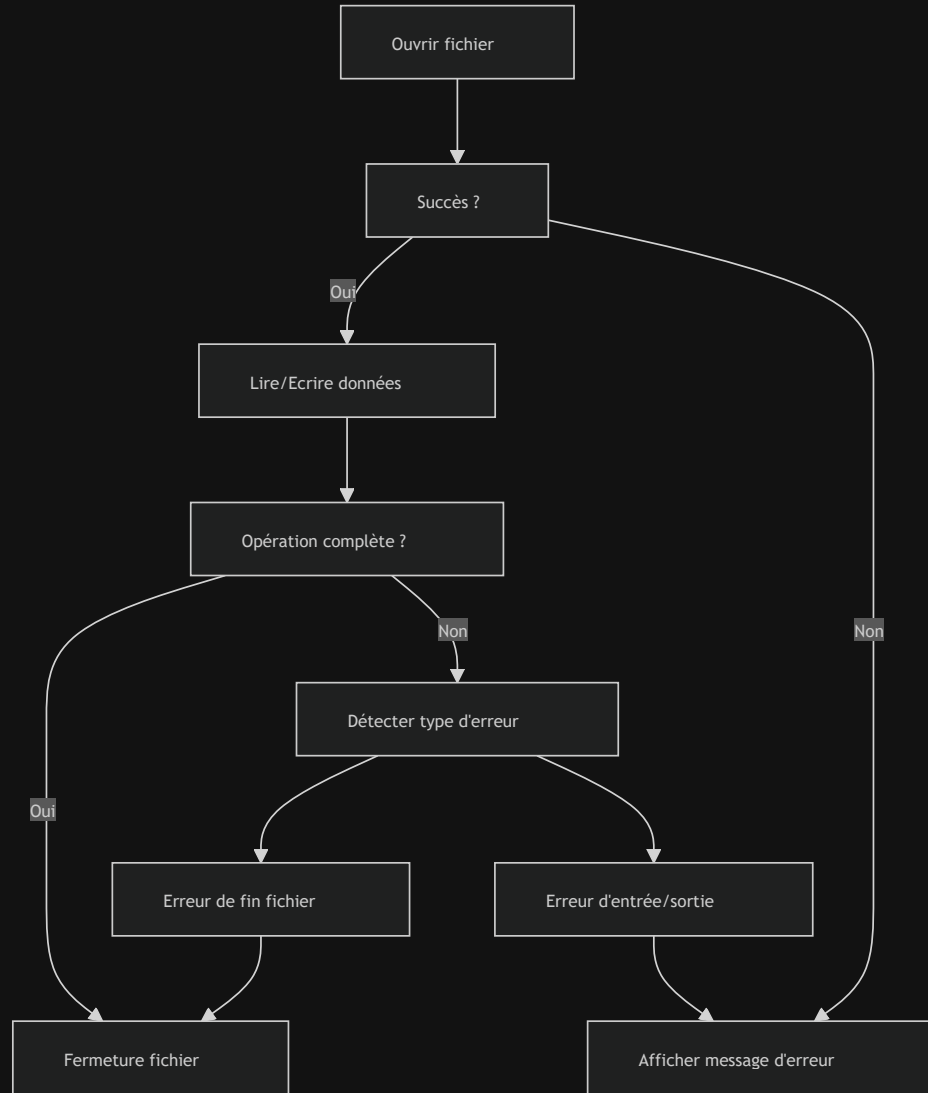 Ouvrir fichier
Succès ?
Oui
Lire/Ecrire données
Opération complète ?
Non
Non
Détecter type d'erreur
Oui
Erreur de fin fichier
Erreur d'entrée/sortie
Fermeture fichier
Afficher message d'erreur